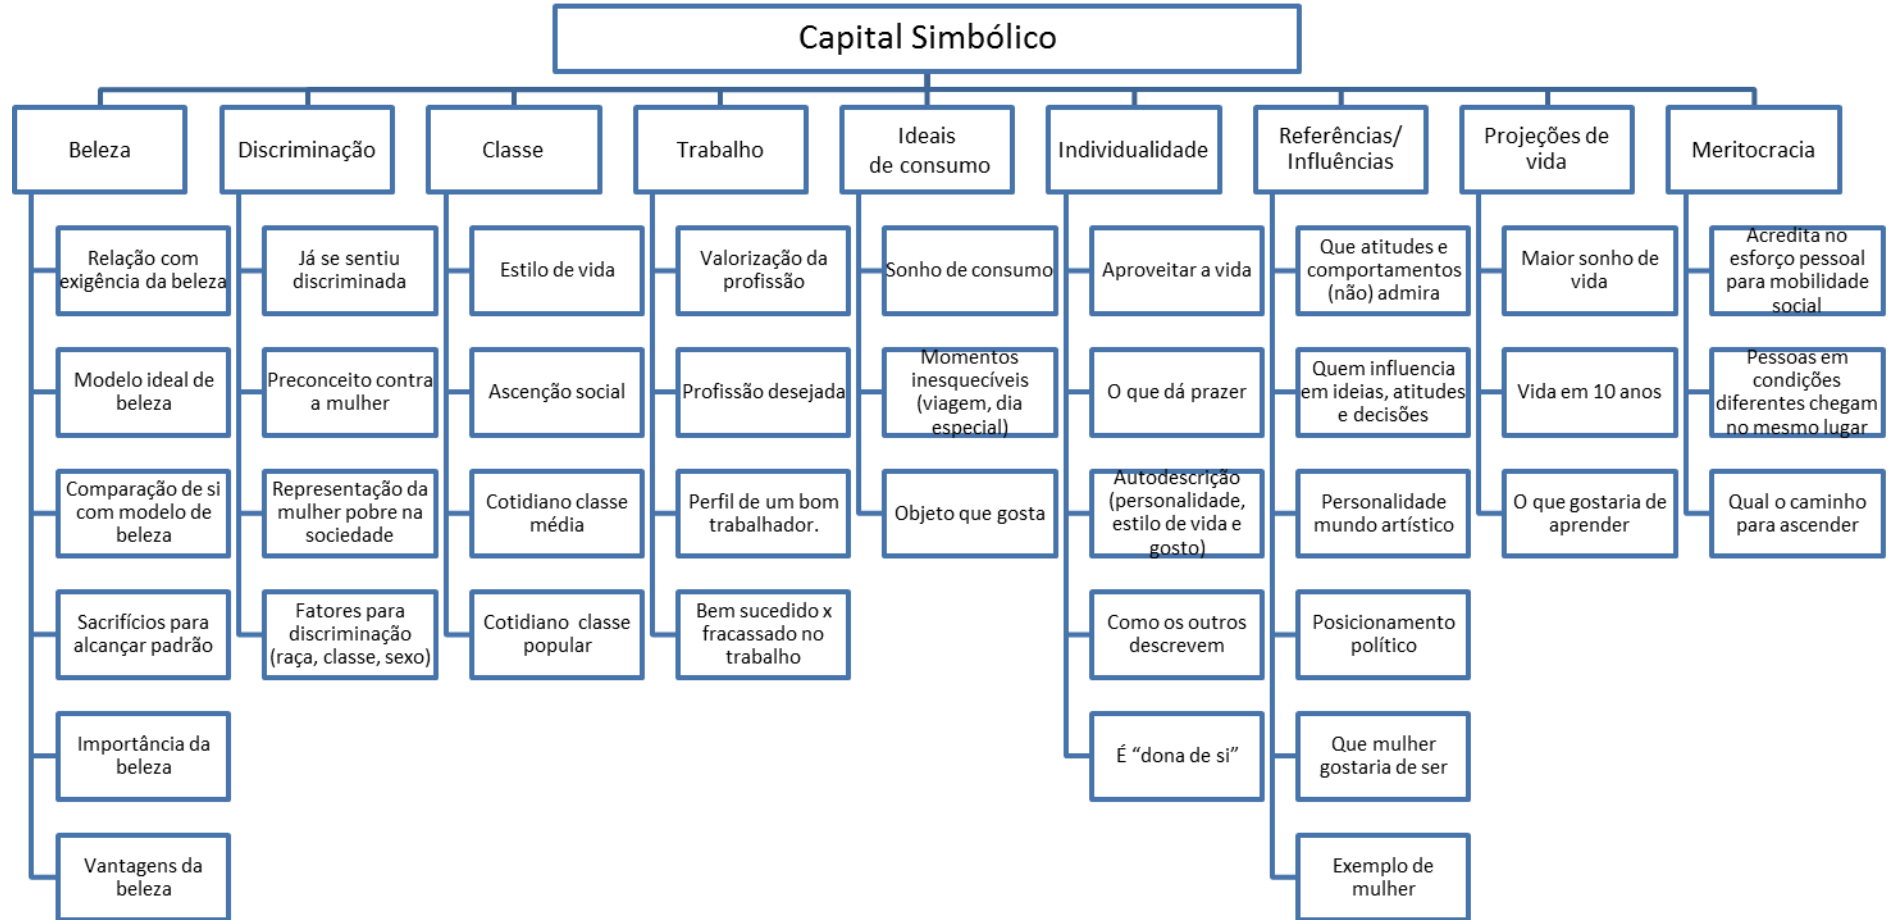 Capital Simbólico
Beleza
Relação com
exigência da beleza
Modelo ideal de
beleza
Comparação de si
com modelo de
beleza
Sacrifícios para
alcançar padrão
Importância da
beleza
Vantagens da
beleza
Discriminação
Já se sentiu
discriminada
Preconceito contra
a mulher
Representação da
mulher pobre na
sociedade
Fatores para
discriminação
(raça, classe, sexo)
Classe
Estilo de vida
Ascenção social
Cotidiano classe
média
Cotidiano classe
popular
Trabalho
Valorização da
profissão
Profissão desejada
Perfil de um bom
trabalhador.
Bem sucedido x
fracassado no
trabalho
Ideais
de consumo
Sonho de consumo
Momentos
inesquecíveis
(viagem, dia
especial)
Objeto que gosta
Individualidade
Aproveitar a vida
O que dá prazer
Autodescrição
(personalidade,
estilo de vida e
gosto)
Como os outros
descrevem
É “dona de si”
Referências/
Influências
Que atitudes e
comportamentos
(não) admira
Quem influencia
em ideias, atitudes
e decisões
Personalidade
mundo artístico
Posicionamento
político
Que mulher
gostaria de ser
Exemplo de
mulher
Projeções de
vida
Maior sonho de
vida
Vida em 10 anos
O que gostaria de
aprender
Meritocracia
Acredita no
esforço pessoal
para mobilidade
social
Pessoas em
condições
diferentes chegam
no mesmo lugar
Qual o caminho
para ascender